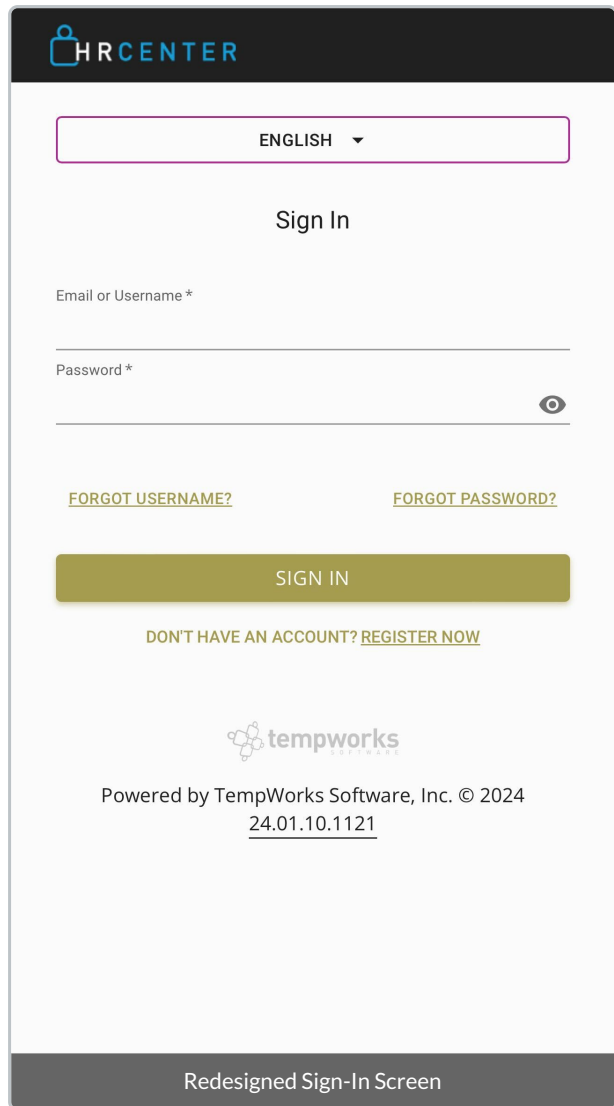 HRCENTER
ENGLISH
Sign In
Email or Username *
Password *
FORGOT USERNAME? FORGOT PASSWORD?
SIGN IN
DON'T HAVE AN ACCOUNT? REGISTER NOW
tempworks
SOFTWARE
Powered by TempWorks Software, Inc. © 2024
24.01.10.1121
Redesigned Sign-In Screen